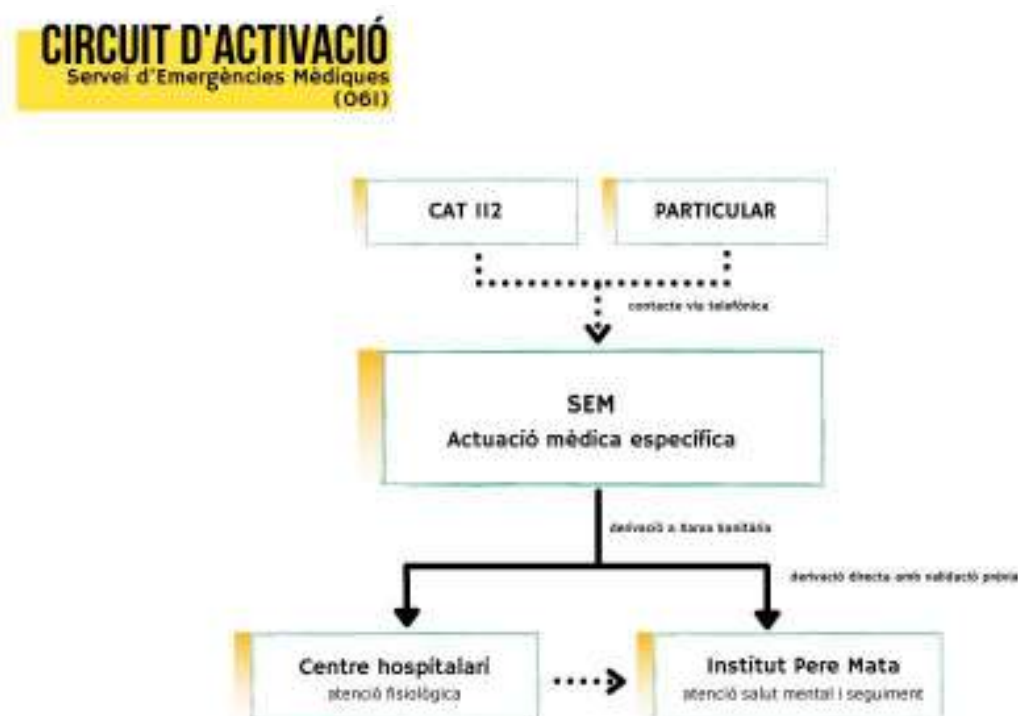 CIRCUIT D'ACTIVACIÓ
Servei d'Emergències Mèdiques
(061)
CAT 112
PARTICULAR
contacte via telefònica
SEM
Actuació mèdica específica
derivació a Xarxa Sanitària
derivació directa amb validació prèvia
Centre hospitalari
atenció fisiològica
Institut Pere Mata
atenció salut mental i seguiment